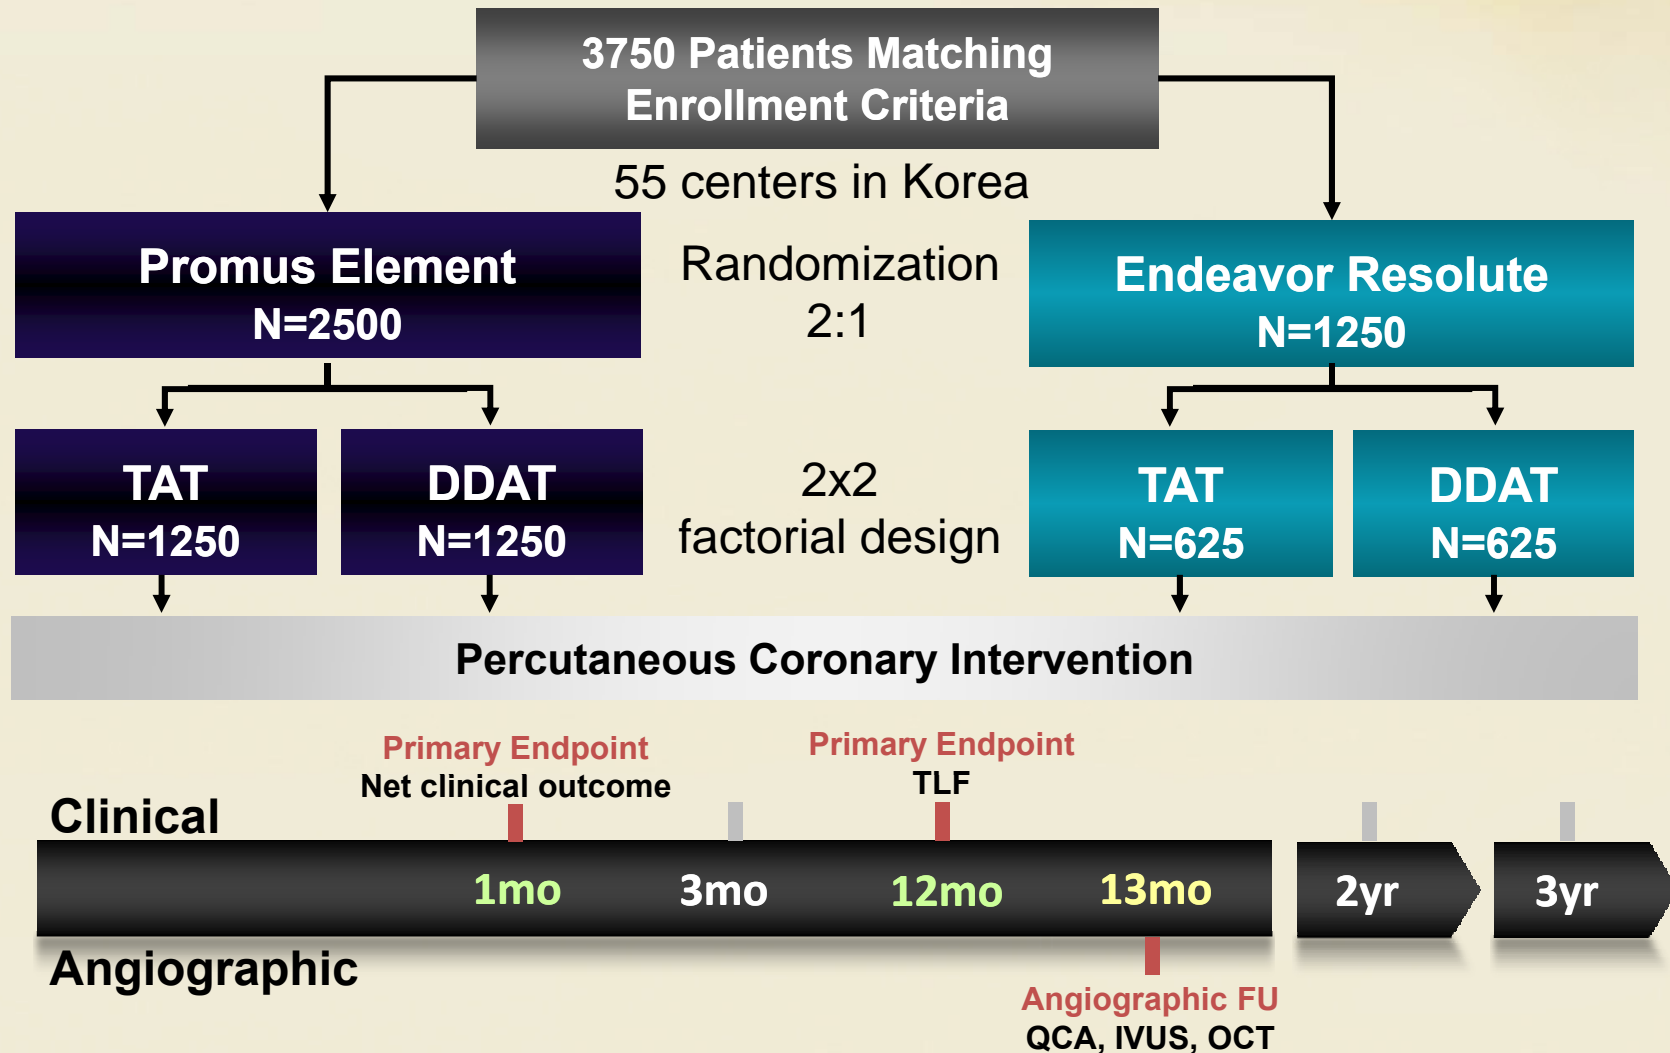 3750 Patients Matching
Enrollment Criteria
55 centers in Korea
Promus Element
N=2500
Randomization
2:1
Endeavor Resolute
N=1250
TAT
N=1250
DDAT
N=1250
2x2
factorial design
TAT
N=625
DDAT
N=625
Percutaneous Coronary Intervention
Primary Endpoint
Net clinical outcome
Primary Endpoint
TLF
Clinical
1mo
3mo
12mo
13mo
2yr
3yr
Angiographic
Angiographic FU
QCA, IVUS, OCT